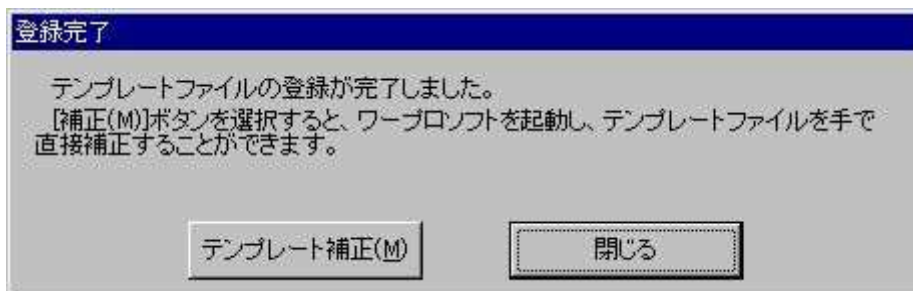 登録完了
テンプレートファイルの登録が完了しました。
[補正(M)]ボタンを選択すると、ワープロソフトを起動し、テンプレートファイルを手で
直接補正することができます。
テンプレート補正(M) 閉じる